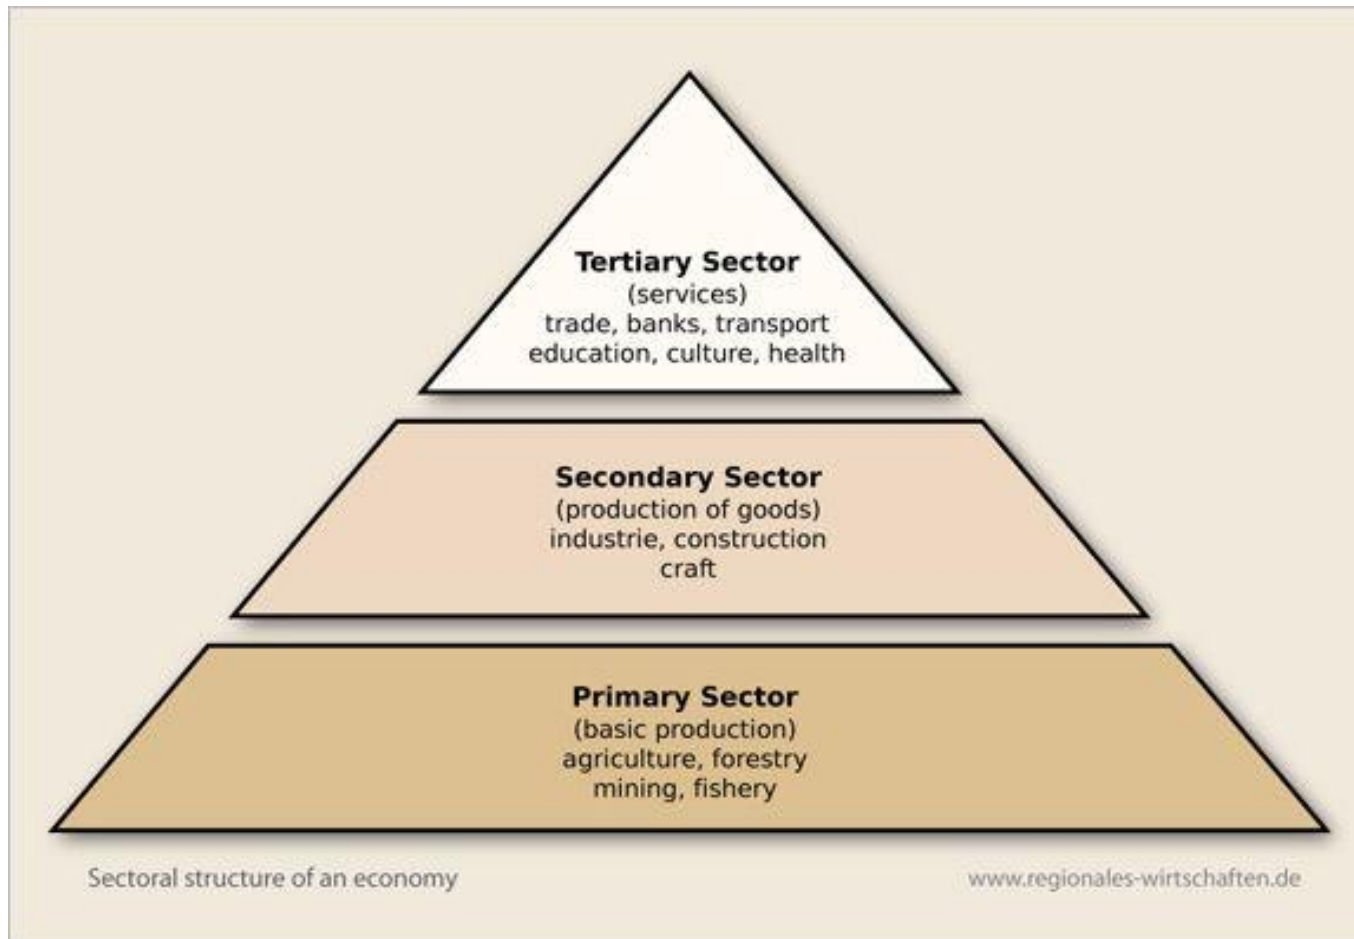 Tertiary Sector
(services)
trade, banks, transport
education, culture, health
Secondary Sector
(production of goods)
industrie, construction
craft
Primary Sector
(basic production)
agriculture, forestry
mining, fishery
Sectoral structure of an economy
www.regionales-wirtschaften.de